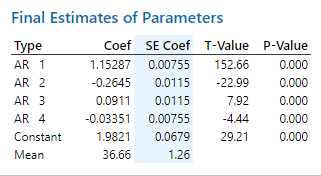 Final Estimates of Parameters
Type Coef SE Coef T-Value P-Value
AR 1 1.15287 0.00755 152.66 0.000
AR 2 -0.2645 0.0115 -22.99 0.000
AR 3 0.0911 0.0115 7.92 0.000
AR 4 -0.03351 0.00755 -4.44 0.000
Constant 1.9821 0.0679 29.21 0.000
Mean 36.66 1.26